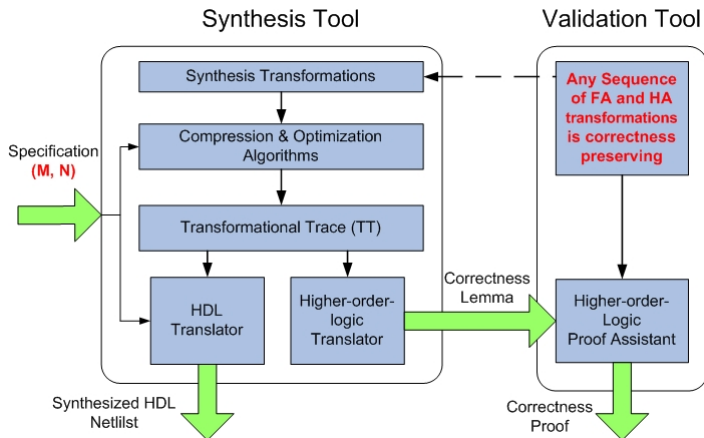 Synthesis Tool
Validation Tool
Synthesis Transformations
Any Sequence
of FA and HA
transformations
is correctness
preserving
Specification
(M, N)
Compression & Optimization
Algorithms
Transformational Trace (TT)
HDL
Translator
Higher-order-
logic
Translator
Correctness
Lemma
Higher-order-
Logic
Proof Assistant
Synthesized HDL
Netlilst
Correctness
Proof